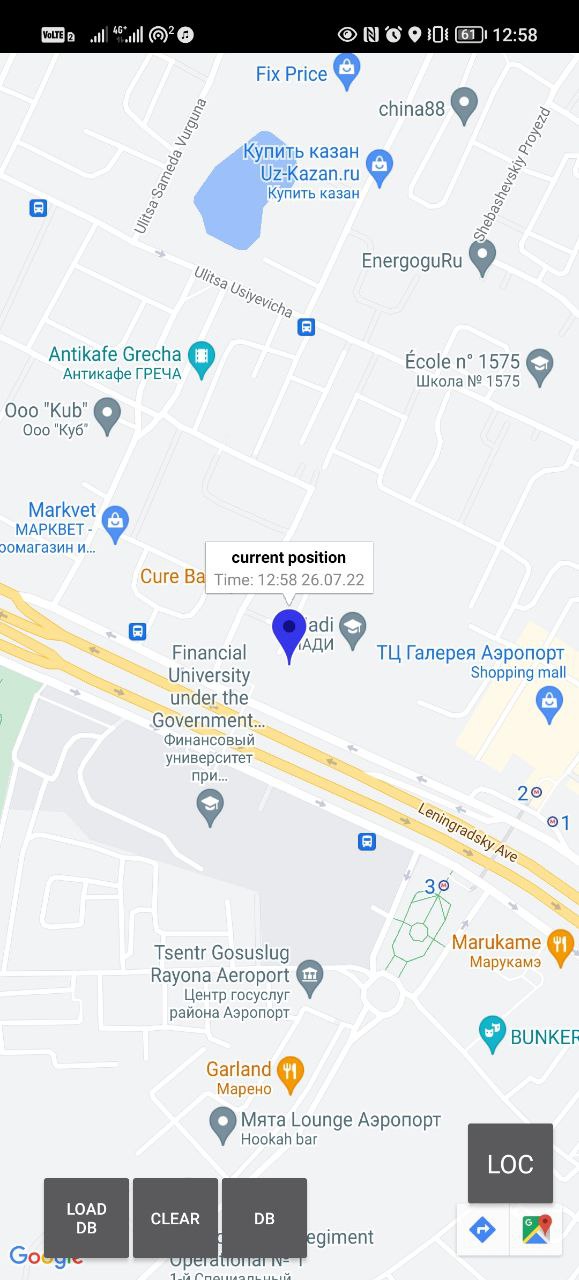 VoLTE 2
4G+
2
61
12:58
Fix Price
china88
Ulitsa Sameda Vurguna
Shebashevskiy Proyezd
Купить казан
Uz-Kazan.ru
Купить казан
EnergoguRu
Ulitsa Usiyevicha
Antikafe Grecha
Антикафе ГРЕЧА
École n° 1575
Школа № 1575
Ooo "Kub"
Ооо "Куб"
Markvet
МАРКВЕТ -
оомагазин и...
current position
Time: 12:58 26.07.22
Cure Ba
adi
АДИ
Financial
University
under the
Government...
Финансовый
университет
при...
ТЦ Галерея Аэропорт
Shopping mall
2
1
Leningradsky Ave
3
Marukame
Марукамэ
Tsentr Gosuslug
Rayona Aeroport
Центр госуслуг
района Аэропорт
BUNKER
Garland
Марено
Мята Lounge Аэропорт
Hookah bar
LOC
LOAD
DB
CLEAR
DB
egiment
Operational № 1
1-й Специальный
Google
G